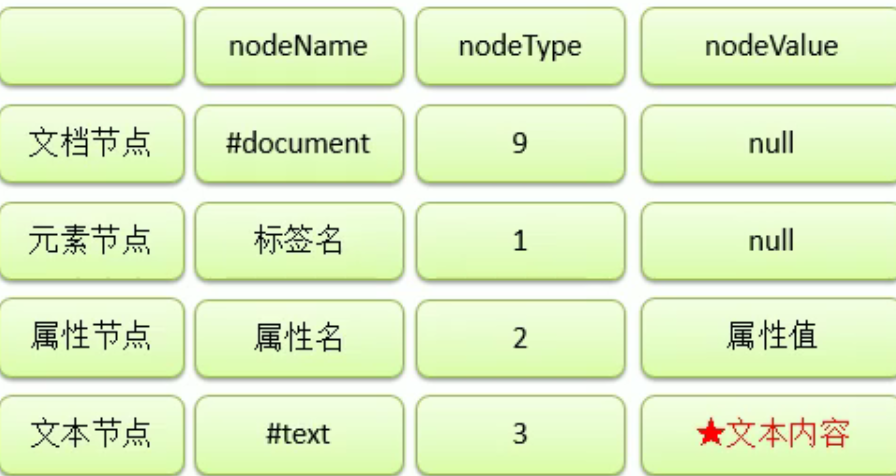 nodeName nodeType nodeValue
文档节点 #document 9 null
元素节点 标签名 1 null
属性节点 属性名 2 属性值
文本节点 #text 3 ★文本内容